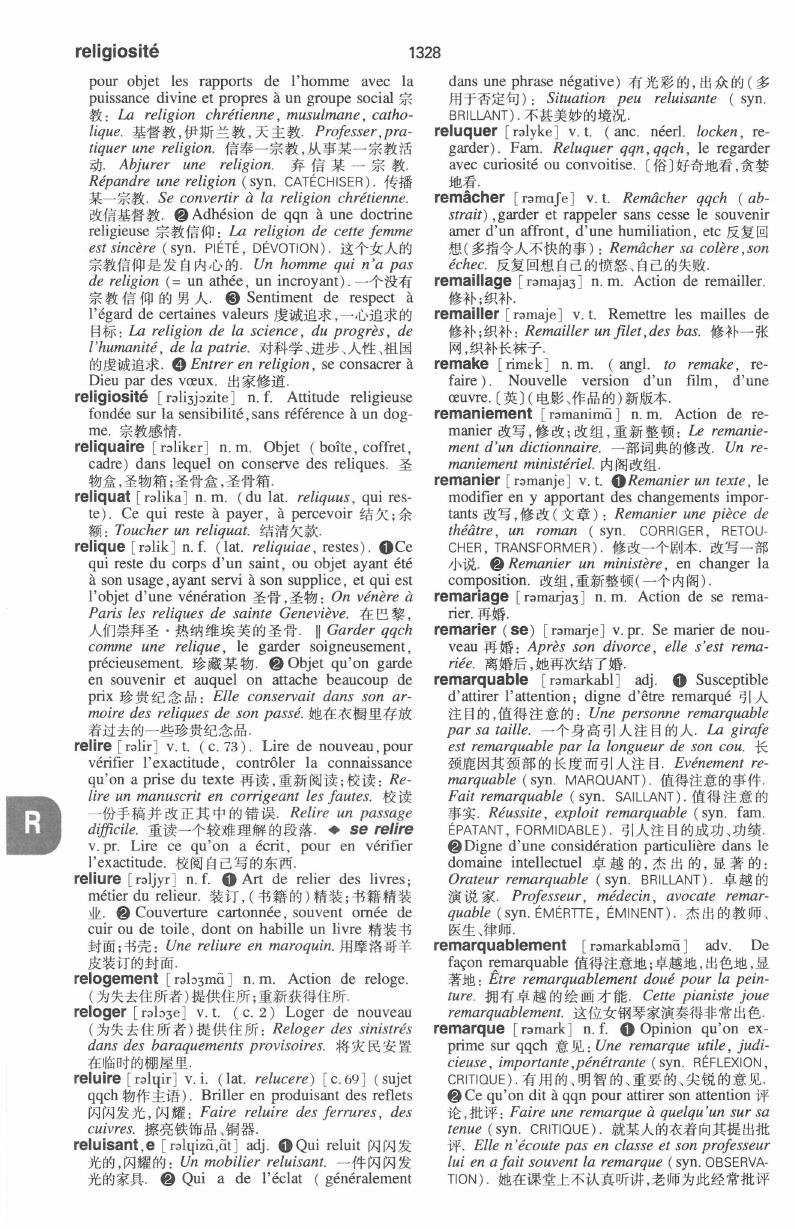 religiosité
1328
pour objet les rapports de l'homme avec la
puissance divine et propres à un groupe social 宗
教: La religion chrétienne, musulmane, catho-
lique. 基督教,伊斯兰教,天主教. Professer, pra-
tiquer une religion. 信奉一宗教,从事某一宗教活
动. Abjurer une religion. 弃信某一宗教.
Répandre une religion (syn. CATÉCHISER). 传播
某一宗教. Se convertir à la religion chrétienne.
改信基督教. ❷ Adhésion de qqn à une doctrine
religieuse 宗教信仰: La religion de cette femme
est sincère (syn. PIÉTÉ, DÉVOTION). 这个女人的
宗教信仰是发自内心的. Un homme qui n'a pas
de religion (= un athée, un incroyant). 一个没有
宗教信仰的男人. ❸ Sentiment de respect à
l'égard de certaines valeurs 虔诚追求,一心追求的
目标: La religion de la science, du progrès, de
l'humanité, de la patrie. 对科学、进步、人性、祖国
的虔诚追求. ❹ Entrer en religion, se consacrer à
Dieu par des vœux. 出家修道.
religiosité [rəliʒjɔzite] n. f. Attitude religieuse
fondée sur la sensibilité, sans référence à un dog-
me. 宗教感情.
reliquaire [rəlikɛr] n. m. Objet (boîte, coffret,
cadre) dans lequel on conserve des reliques. 圣
物盒,圣物箱;圣骨盒,圣骨箱.
reliquat [rəlika] n. m. (du lat. reliquus, qui res-
te). Ce qui reste à payer, à percevoir 结欠;余
额: Toucher un reliquat. 结清欠款.
relique [rəlik] n. f. (lat. reliquiae, restes). ❶ Ce
qui reste du corps d'un saint, ou objet ayant été
à son usage, ayant servi à son supplice, et qui est
l'objet d'une vénération 圣骨,圣物: On vénère à
Paris les reliques de sainte Geneviève. 在巴黎,
人们崇拜圣·热纳维埃芙的圣骨. ‖ Garder qqch
comme une relique, le garder soigneusement,
précieusement. 珍藏某物. ❷ Objet qu'on garde
en souvenir et auquel on attache beaucoup de
prix 珍贵纪念品: Elle conservait dans son ar-
moire des reliques de son passé. 她在衣橱里存放
着过去的一些珍贵纪念品.
relire [rəlir] v. t. (c. 73). Lire de nouveau, pour
vérifier l'exactitude, contrôler la connaissance
qu'on a prise du texte 再读,重新阅读;校读: Re-
lire un manuscrit en corrigeant les fautes. 校读
一份手稿并改正其中的错误. Relire un passage
difficile. 重读一个较难理解的段落. ◆ se relire
v. pr. Lire ce qu'on a écrit, pour en vérifier
l'exactitude. 校阅自己写的东西.
reliure [rəljyr] n. f. ❶ Art de relier des livres;
métier du relieur. 装订,(书籍的)精装;书籍精装
业. ❷ Couverture cartonnée, souvent ornée de
cuir ou de toile, dont on habille un livre 精装书
封面;书壳: Une reliure en maroquin. 用摩洛哥羊
皮装订的封面.
relogement [rəlɔʒmɑ̃] n. m. Action de reloge.
(为失去住所者)提供住所;重新获得住所.
reloger [rəlɔʒe] v. t. (c. 2) Loger de nouveau
(为失去住所者)提供住所: Reloger des sinistrés
dans des baraquements provisoires. 将灾民安置
在临时的棚屋里.
reluire [rəlɥir] v. i. (lat. relucere) [c. 69] (sujet
qqch 物作主语). Briller en produisant des reflets
闪闪发光,闪耀: Faire reluire des ferrures, des
cuivres. 擦亮铁饰品、铜器.
reluisant,e [rəlɥizɑ̃,ɑ̃t] adj. ❶ Qui reluit 闪闪发
光的,闪耀的: Un mobilier reluisant. 一件闪闪发
光的家具. ❷ Qui a de l'éclat (généralement
dans une phrase négative) 有光彩的,出众的(多
用于否定句): Situation peu reluisante (syn.
BRILLANT). 不甚美妙的境况.
reluquer [rəlyke] v. t. (anc. néerl. locken, re-
garder). Fam. Reluquer qqn, qqch, le regarder
avec curiosité ou convoitise. 〔俗〕好奇地看,贪婪
地看.
remâcher [rəmaʃe] v. t. Remâcher qqch (ab-
strait), garder et rappeler sans cesse le souvenir
amer d'un affront, d'une humiliation, etc 反复回
想(多指令人不快的事): Remâcher sa colère, son
échec. 反复回想自己的愤怒、自己的失败.
remaillage [rəmajaʒ] n. m. Action de remailler.
修补;织补.
remailler [rəmaje] v. t. Remettre les mailles de
修补;织补: Remailler un filet, des bas. 修补一张
网,织补长袜子.
remake [rimɛk] n. m. (angl. to remake, re-
faire). Nouvelle version d'un film, d'une
œuvre. 〔英〕(电影、作品的)新版本.
remaniement [rəmanimɑ̃] n. m. Action de re-
manier 改写,修改;改组,重新整顿: Le remanie-
ment d'un dictionnaire. 一部词典的修改. Un re-
maniement ministériel. 内阁改组.
remanier [rəmanje] v. t. ❶ Remanier un texte, le
modifier en y apportant des changements impor-
tants 改写,修改(文章): Remanier une pièce de
théâtre, un roman (syn. CORRIGER, RETOU-
CHER, TRANSFORMER). 修改一个剧本. 改写一部
小说. ❷ Remanier un ministère, en changer la
composition. 改组,重新整顿(一个内阁).
remariage [rəmarjaʒ] n. m. Action de se rema-
rier. 再婚.
remarier (se) [rəmarje] v. pr. Se marier de nou-
veau 再婚: Après son divorce, elle s'est rema-
riée. 离婚后,她再次结了婚.
remarquable [rəmarkabl] adj. ❶ Susceptible
d'attirer l'attention; digne d'être remarqué 引人
注目的,值得注意的: Une personne remarquable
par sa taille. 一个身高引人注目的人. La girafe
est remarquable par la longueur de son cou. 长
颈鹿因其颈部的长度而引人注目. Evénement re-
marquable (syn. MARQUANT). 值得注意的事件.
Fait remarquable (syn. SAILLANT). 值得注意的
事实. Réussite, exploit remarquable (syn. fam.
ÉPATANT, FORMIDABLE). 引人注目的成功、功绩.
❷ Digne d'une considération particulière dans le
domaine intellectuel 卓越的,杰出的,显著的:
Orateur remarquable (syn. BRILLANT). 卓越的
演说家. Professeur, médecin, avocate remar-
quable (syn. ÉMÉRTTE, ÉMINENT). 杰出的教师、
医生、律师.
remarquablement [rəmarkabləmɑ̃] adv. De
façon remarquable 值得注意地;卓越地,出色地,显
著地: Être remarquablement doué pour la pein-
ture. 拥有卓越的绘画才能. Cette pianiste joue
remarquablement. 这位女钢琴家演奏得非常出色.
remarque [rəmark] n. f. ❶ Opinion qu'on ex-
prime sur qqch 意见: Une remarque utile, judi-
cieuse, importante, pénétrante (syn. RÉFLEXION,
CRITIQUE). 有用的、明智的、重要的、尖锐的意见.
❷ Ce qu'on dit à qqn pour attirer son attention 评
论,批评: Faire une remarque à quelqu'un sur sa
tenue (syn. CRITIQUE). 就某人的衣着向其提出批
评. Elle n'écoute pas en classe et son professeur
lui en a fait souvent la remarque (syn. OBSERVA-
TION). 她在课堂上不认真听讲,老师为此经常批评
R